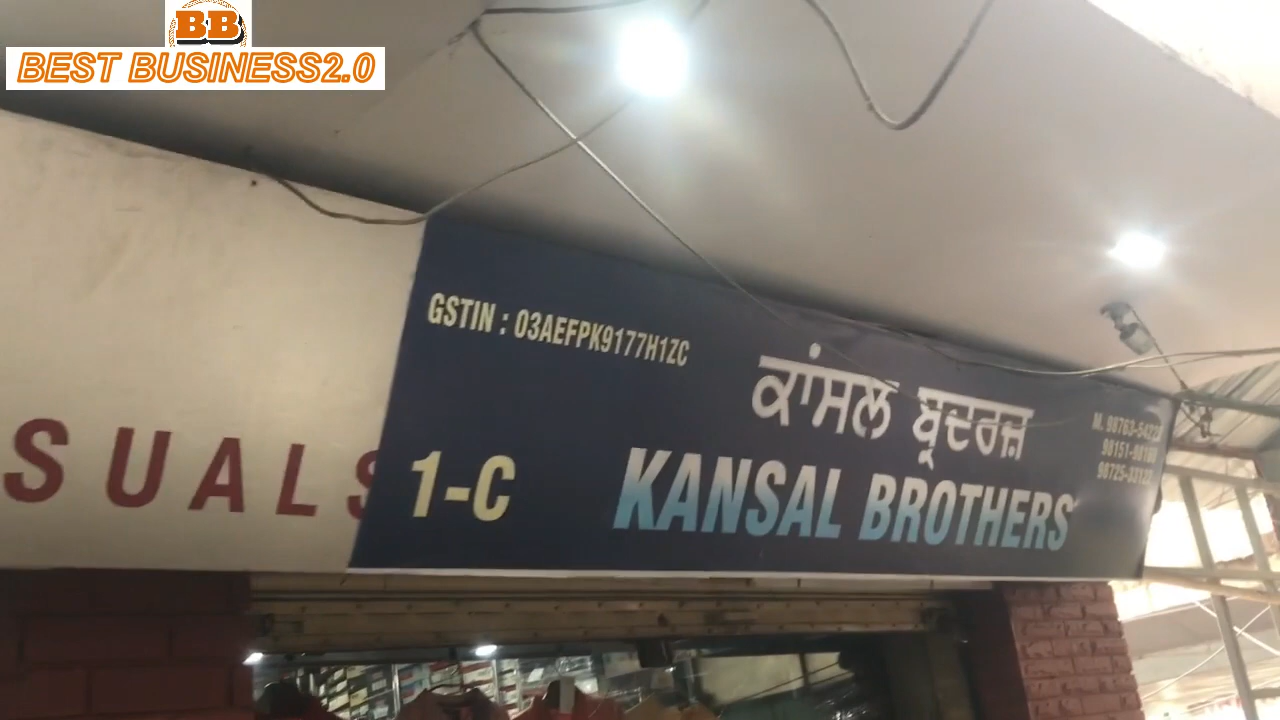 BB
BEST BUSINESS2.0
SUALS
GSTIN : 03AEFPK9177H1ZC
ਕਾਂਸਲ ਬ੍ਰਦਰਜ਼
1-C
KANSAL BROTHERS
M.